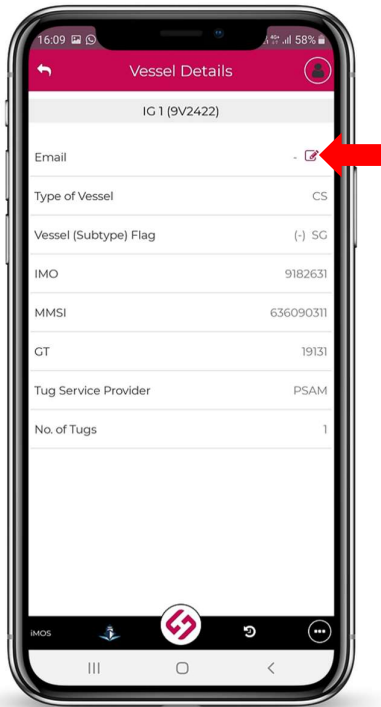 16:09 58%
Vessel Details
IG 1 (9V2422)
Email -
Type of Vessel CS
Vessel (Subtype) Flag (-) SG
IMO 9182631
MMSI 636090311
GT 19131
Tug Service Provider PSAM
No. of Tugs 1
iMOS